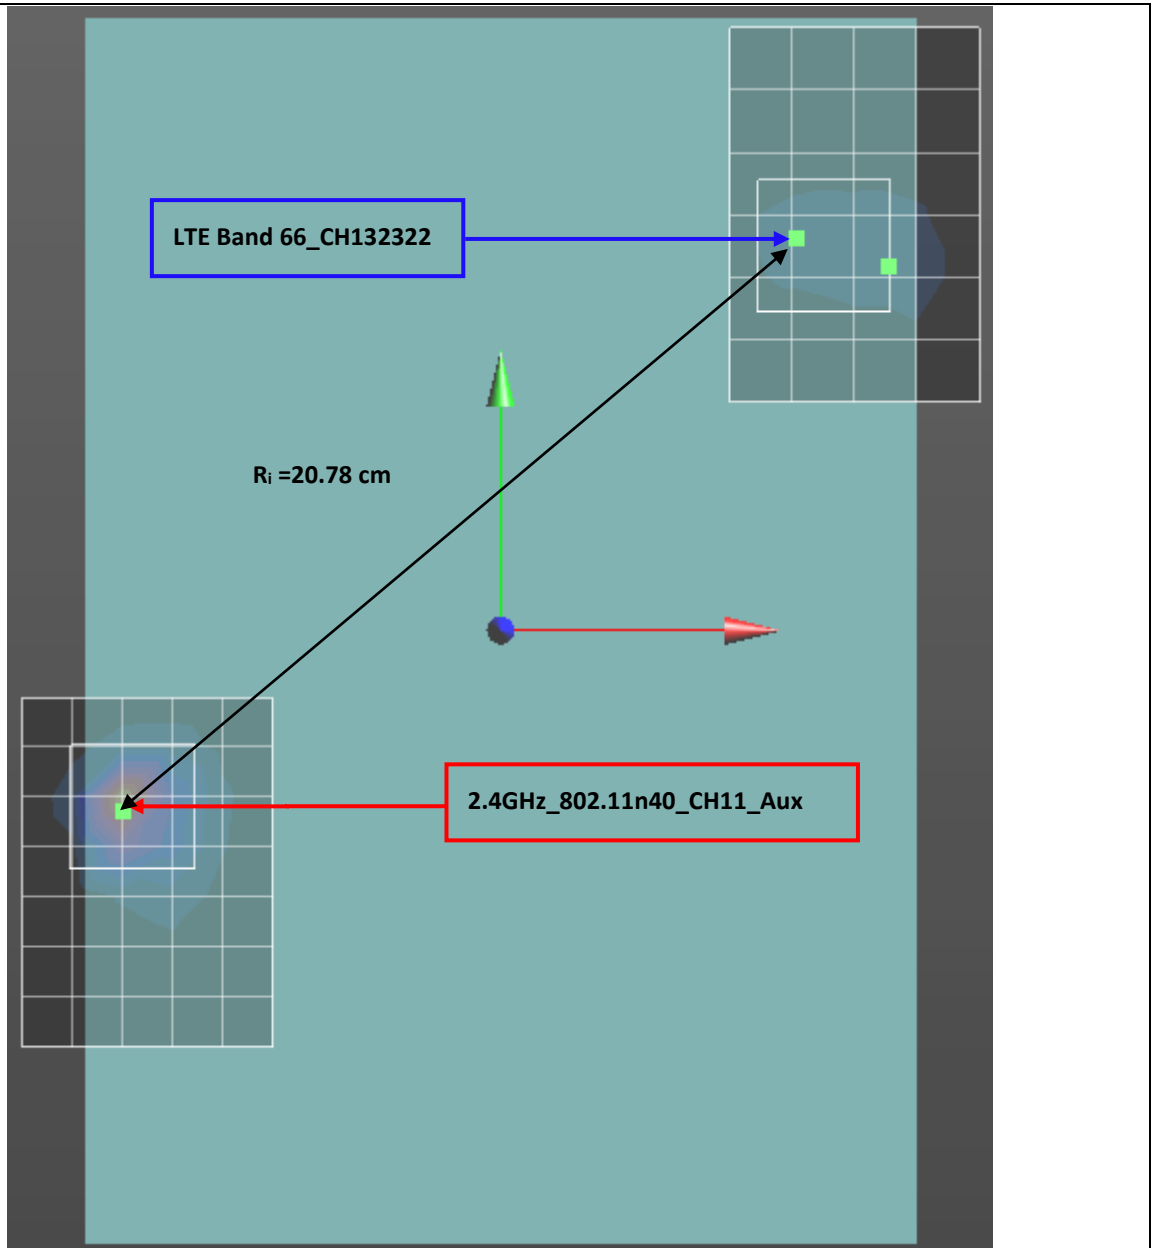 LTE Band 66_CH132322
Rᵢ =20.78 cm
2.4GHz_802.11n40_CH11_Aux